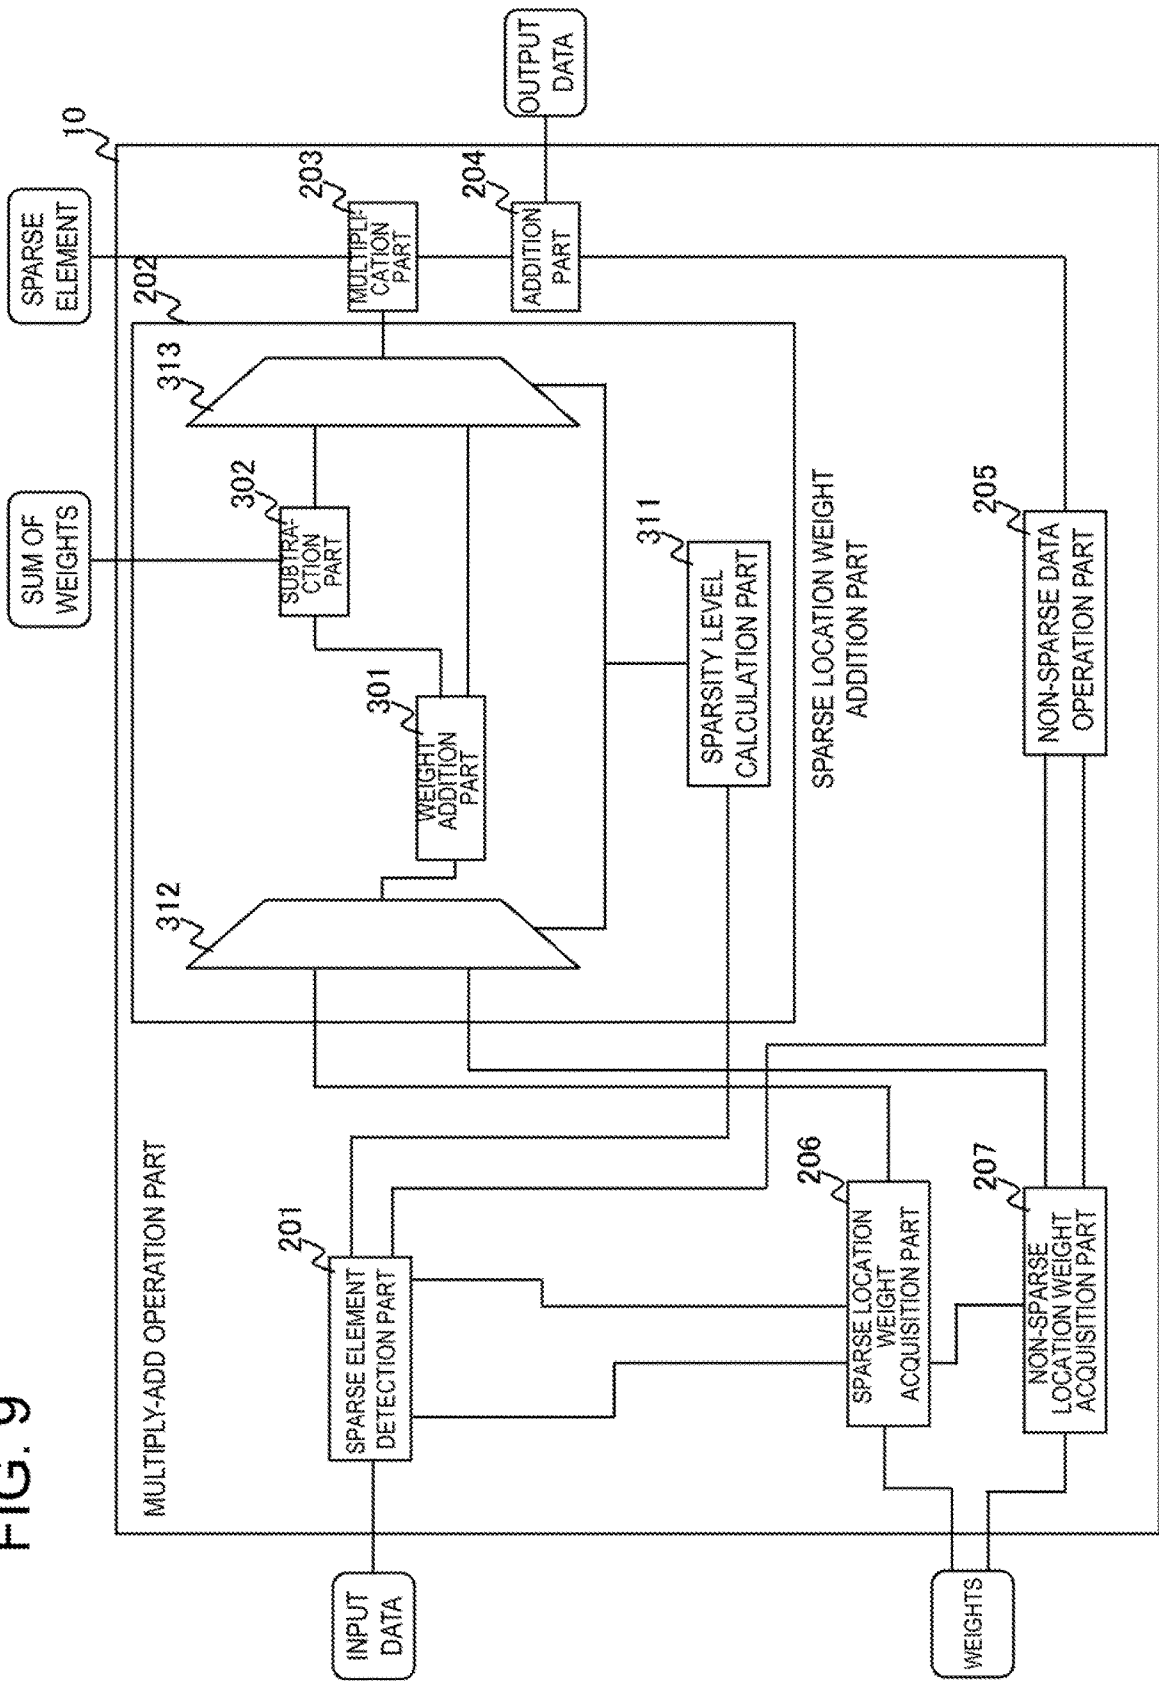 FIG. 9
MULTIPLY-ADD OPERATION PART
10
INPUT
DATA
SPARSE ELEMENT
DETECTION PART
201
WEIGHTS
SPARSE LOCATION
WEIGHT
ACQUISITION PART
206
NON-SPARSE
LOCATION WEIGHT
ACQUISITION PART
207
312
WEIGHT
ADDITION
PART
301
SUM OF
WEIGHTS
SUBTRA-
CTION
PART
302
313
202
SPARSITY LEVEL
CALCULATION PART
311
SPARSE LOCATION WEIGHT
ADDITION PART
NON-SPARSE DATA
OPERATION PART
205
SPARSE
ELEMENT
MULTIPLI-
CATION
PART
203
ADDITION
PART
204
OUTPUT
DATA